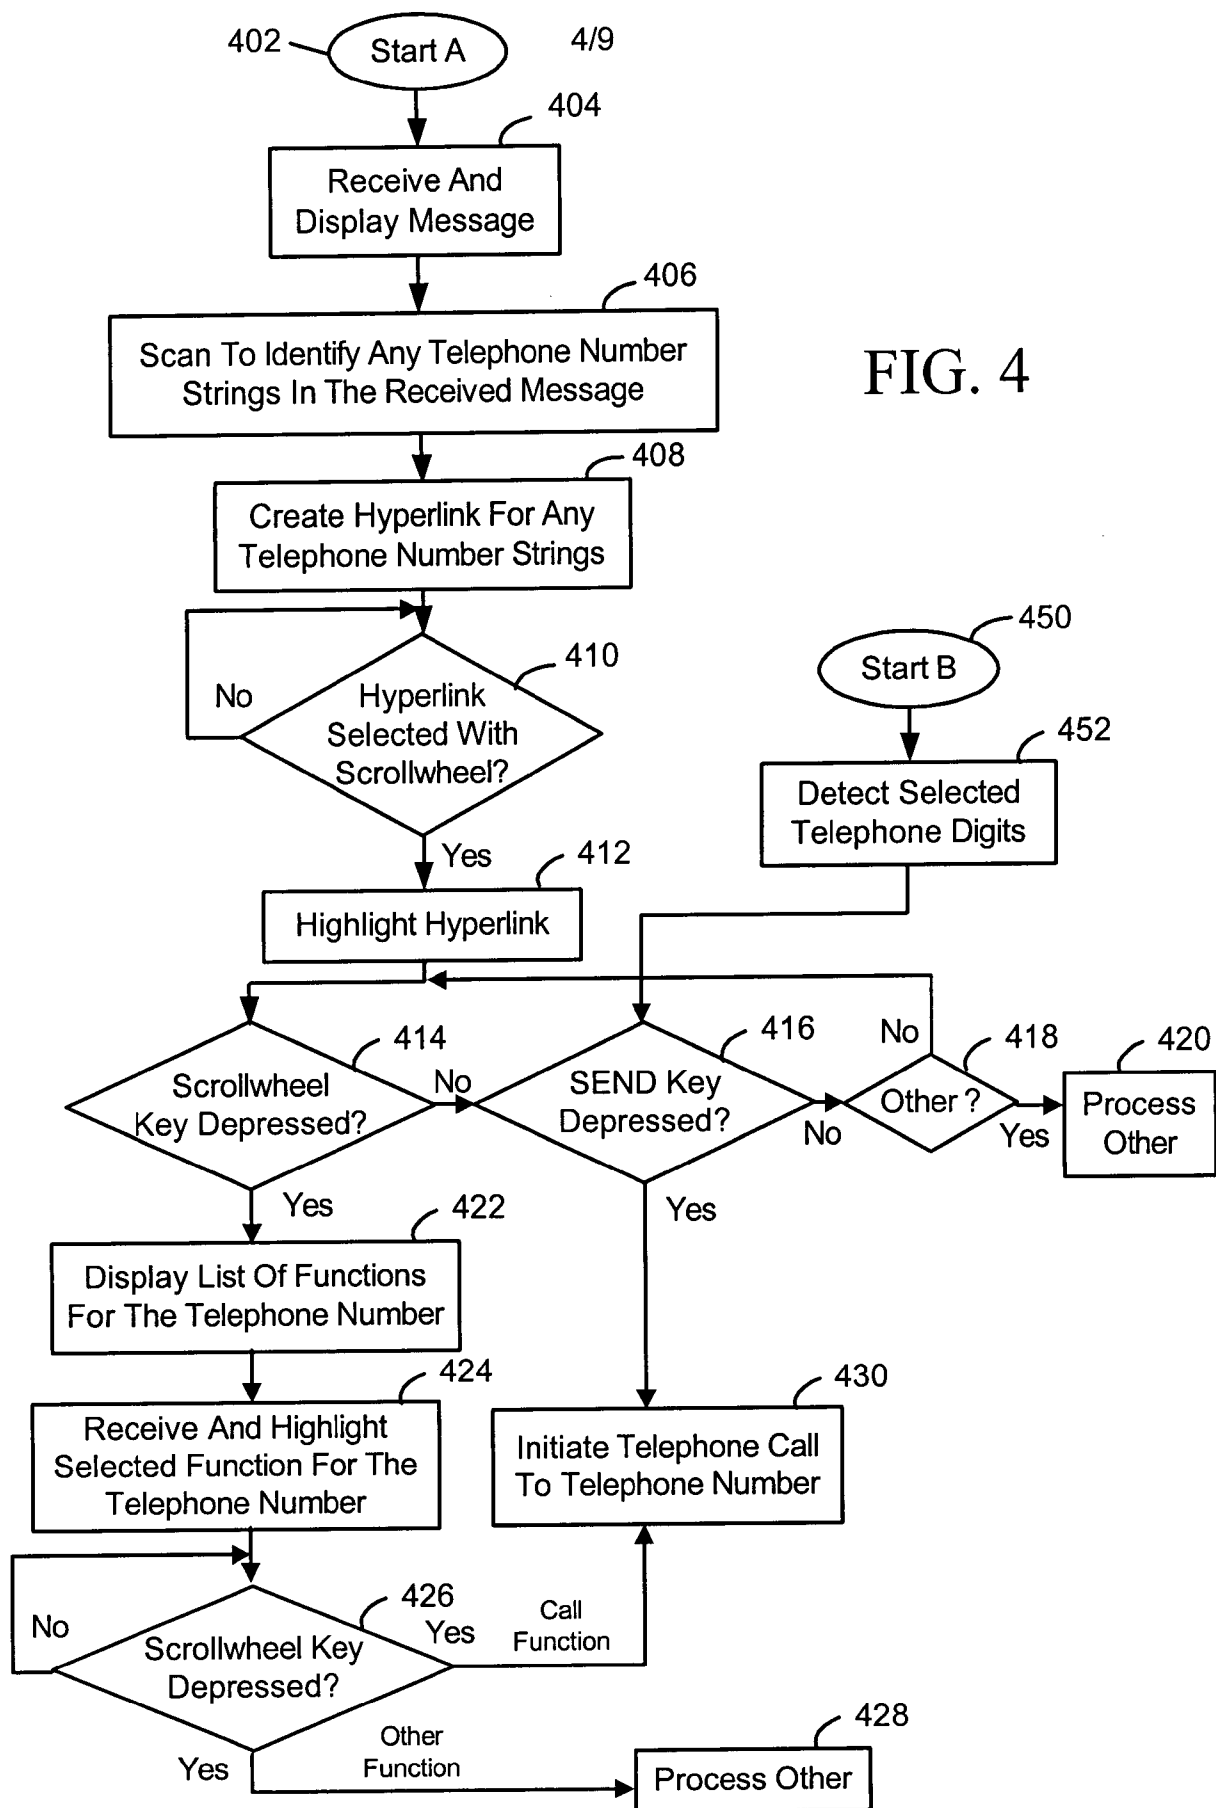 402
Start A
4/9
404
Receive And
Display Message
406
Scan To Identify Any Telephone Number
Strings In The Received Message
FIG. 4
408
Create Hyperlink For Any
Telephone Number Strings
410
Hyperlink
Selected With
Scrollwheel?
No
Yes
450
Start B
452
Detect Selected
Telephone Digits
412
Highlight Hyperlink
414
Scrollwheel
Key Depressed?
No
Yes
416
SEND Key
Depressed?
No
Yes
418
Other ?
No
Yes
420
Process
Other
422
Display List Of Functions
For The Telephone Number
424
Receive And Highlight
Selected Function For The
Telephone Number
430
Initiate Telephone Call
To Telephone Number
426
Scrollwheel Key
Depressed?
No
Yes
Call
Function
Yes
Other
Function
428
Process Other